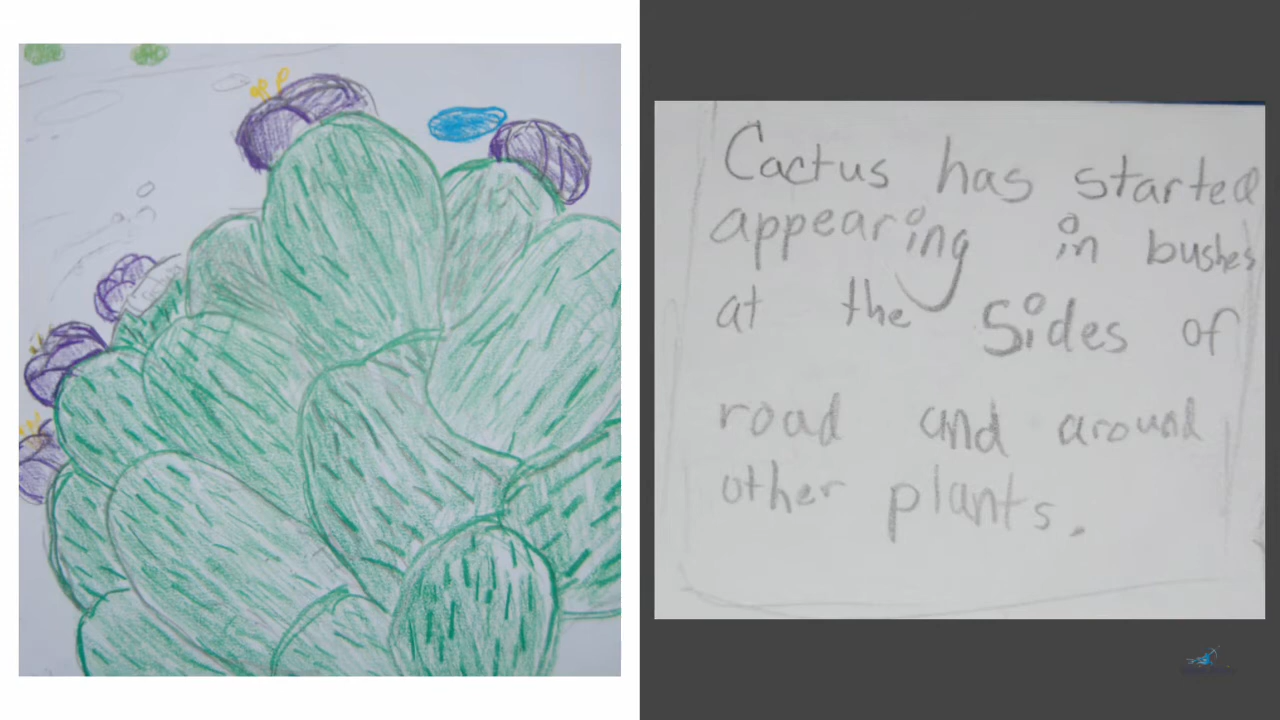 Cactus has started
appearing in bushes
at the sides of
road and around
other plants.